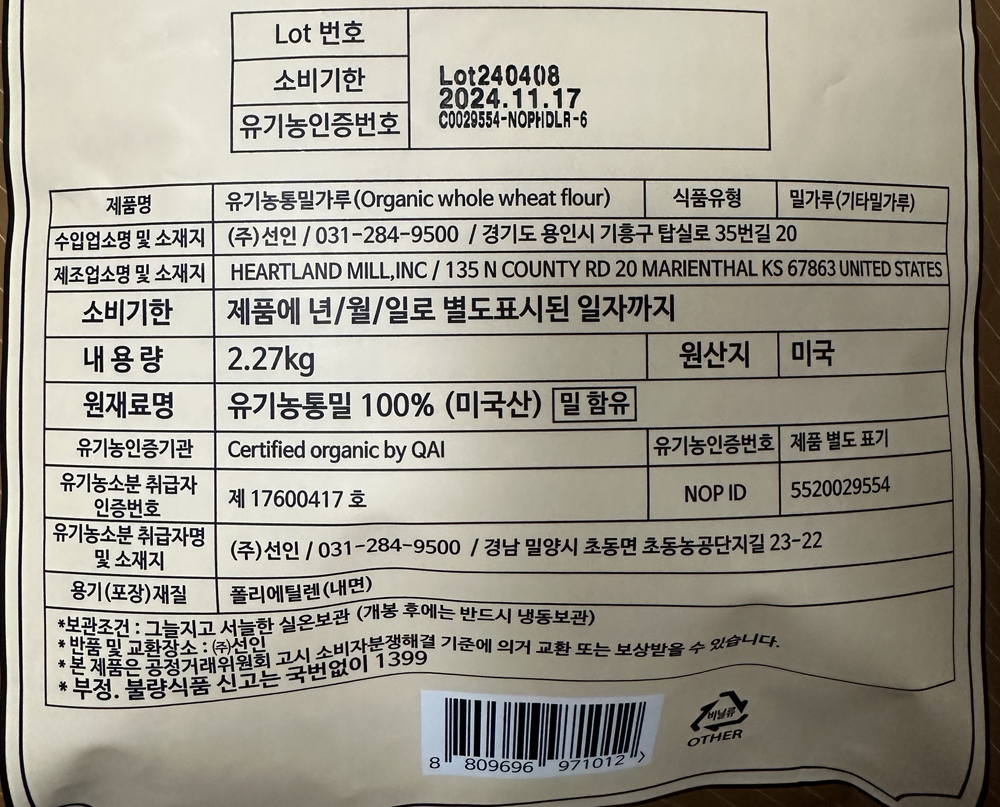 Lot 번호
소비기한
유기농인증번호
Lot240408
2024.11.17
C0029554-NOPHDLR-6
제품명 유기농통밀가루(Organic whole wheat flour) 식품유형 밀가루(기타밀가루)
수입업소명 및 소재지 (주)선인 / 031-284-9500 / 경기도 용인시 기흥구 탑실로 35번길 20
제조업소명 및 소재지 HEARTLAND MILL,INC / 135 N COUNTY RD 20 MARIENTHAL KS 67863 UNITED STATES
소비기한 제품에 년/월/일로 별도표시된 일자까지
내 용 량 2.27kg 원산지 미국
원재료명 유기농통밀 100% (미국산) 밀 함유
유기농인증기관 Certified organic by QAI 유기농인증번호 제품 별도 표기
유기농소분 취급자
인증번호 제 17600417 호 NOP ID 5520029554
유기농소분 취급자명
및 소재지 (주)선인 / 031-284-9500 / 경남 밀양시 초동면 초동농공단지길 23-22
용기(포장)재질 폴리에틸렌(내면)
*보관조건 : 그늘지고 서늘한 실온보관 (개봉 후에는 반드시 냉동보관)
* 반품 및 교환장소 : ㈜선인
* 본 제품은 공정거래위원회 고시 소비자분쟁해결 기준에 의거 교환 또는 보상받을 수 있습니다.
* 부정. 불량식품 신고는 국번없이 1399
8 809696 971012 >
비닐류
OTHER